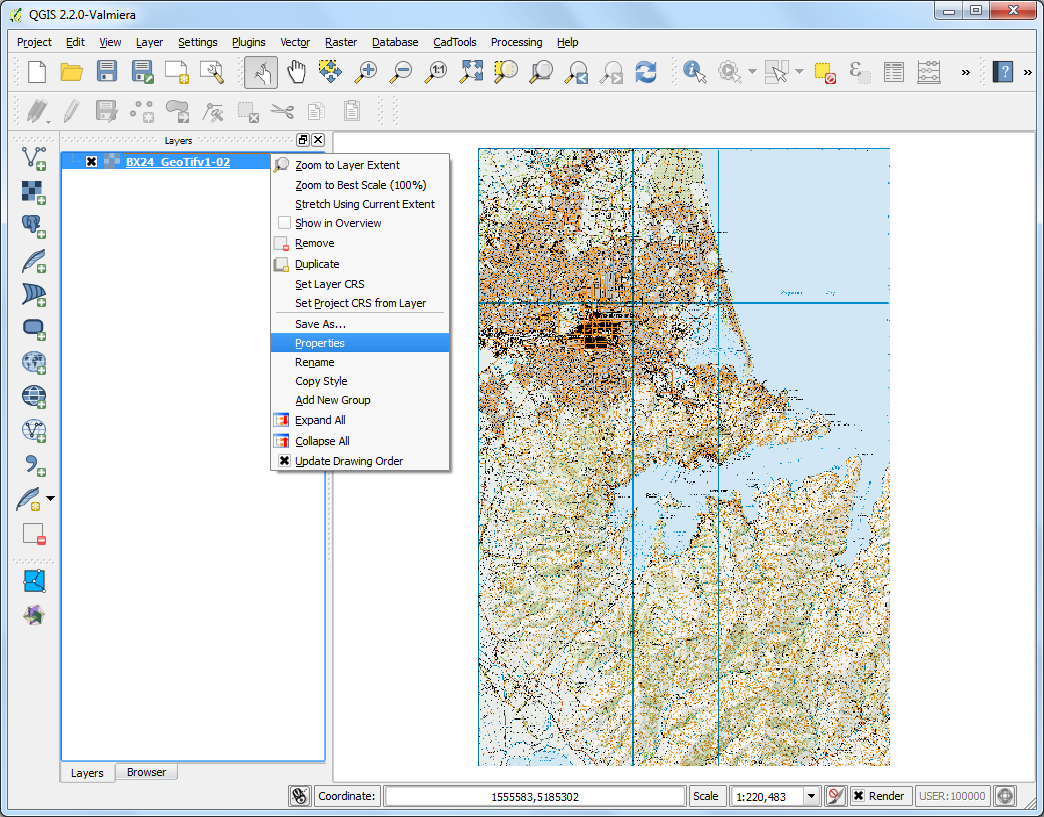 QGIS 2.2.0-Valmiera
Project Edit View Layer Settings Plugins Vector Raster Database CadTools Processing Help
1:1
Layers
BX24_GeoTifv1-02
Zoom to Layer Extent
Zoom to Best Scale (100%)
Stretch Using Current Extent
Show in Overview
Remove
Duplicate
Set Layer CRS
Set Project CRS from Layer
Save As...
Properties
Rename
Copy Style
Add New Group
Expand All
Collapse All
Update Drawing Order
Layers Browser
Coordinate: 1555583,5185302 Scale 1:220,483 Render USER:100000